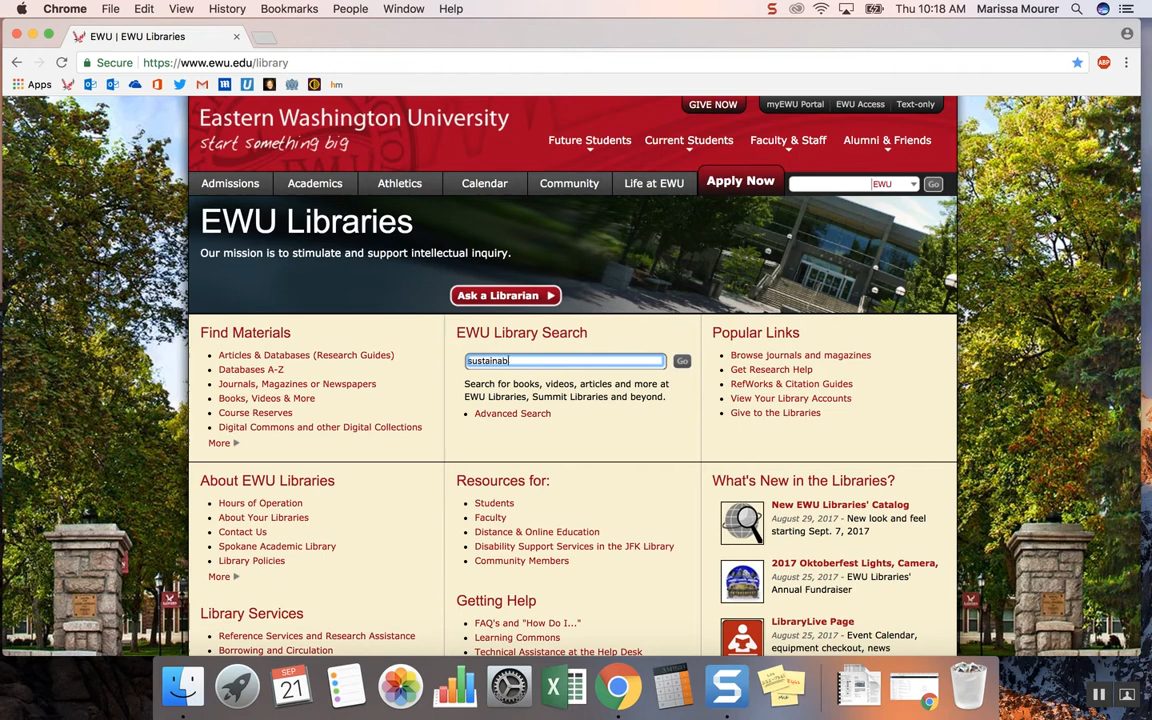 Chrome File Edit View History Bookmarks People Window Help Thu 10:18 AM Marissa Mourer
EWU | EWU Libraries
Secure https://www.ewu.edu/library
Apps hm
GIVE NOW myEWU Portal EWU Access Text-only
Eastern Washington University
start something big
Future Students Current Students Faculty & Staff Alumni & Friends
Admissions Academics Athletics Calendar Community Life at EWU Apply Now EWU Go
EWU Libraries
Our mission is to stimulate and support intellectual inquiry.
Ask a Librarian
Find Materials
Articles & Databases (Research Guides)
Databases A-Z
Journals, Magazines or Newspapers
Books, Videos & More
Course Reserves
Digital Commons and other Digital Collections
More
EWU Library Search
sustainab Go
Search for books, videos, articles and more at
EWU Libraries, Summit Libraries and beyond.
Advanced Search
Popular Links
Browse journals and magazines
Get Research Help
RefWorks & Citation Guides
View Your Library Accounts
Give to the Libraries
About EWU Libraries
Hours of Operation
About Your Libraries
Contact Us
Spokane Academic Library
Library Policies
More
Library Services
Reference Services and Research Assistance
Borrowing and Circulation
Resources for:
Students
Faculty
Distance & Online Education
Disability Support Services in the JFK Library
Community Members
Getting Help
FAQ's and "How Do I..."
Learning Commons
Technical Assistance at the Help Desk
What's New in the Libraries?
New EWU Libraries' Catalog
August 29, 2017 - New look and feel
starting Sept. 7, 2017
2017 Oktoberfest Lights, Camera,
August 25, 2017 - EWU Libraries'
Annual Fundraiser
LibraryLive Page
August 25, 2017 - Event Calendar,
equipment checkout, news
SEP
21